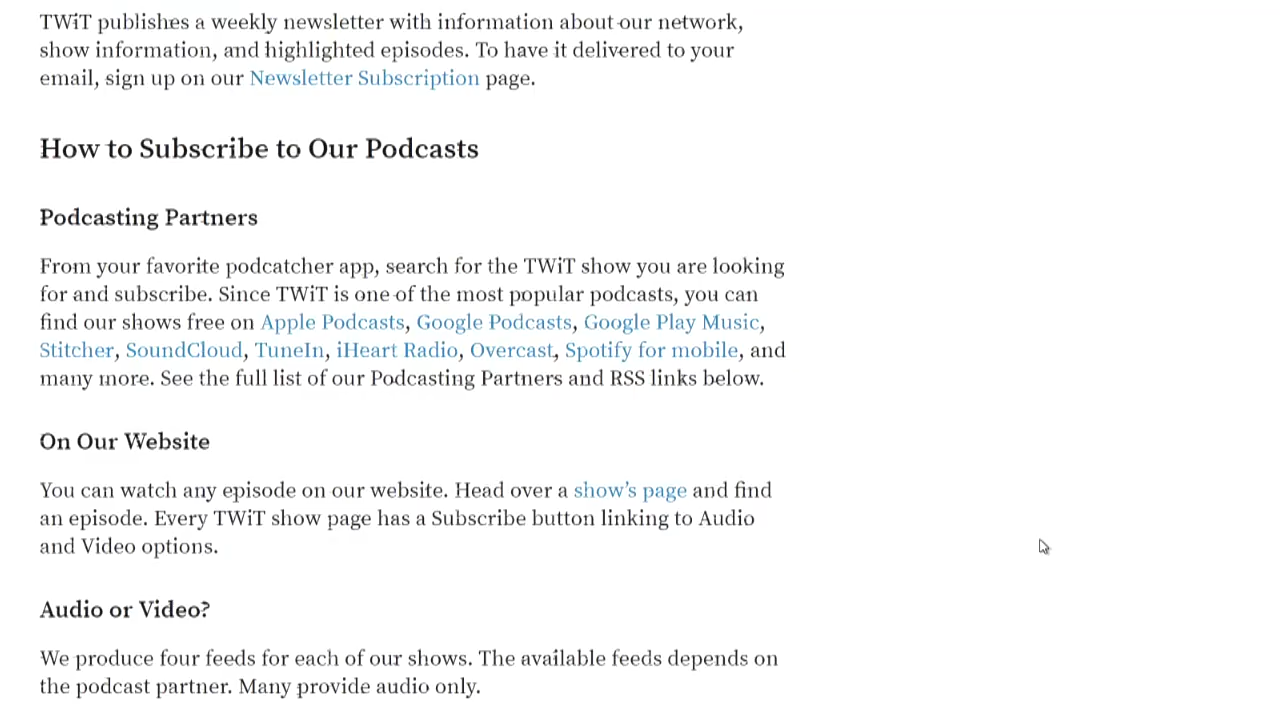 TWiT publishes a weekly newsletter with information about our network,
show information, and highlighted episodes. To have it delivered to your
email, sign up on our Newsletter Subscription page.
How to Subscribe to Our Podcasts
Podcasting Partners
From your favorite podcatcher app, search for the TWiT show you are looking
for and subscribe. Since TWiT is one of the most popular podcasts, you can
find our shows free on Apple Podcasts, Google Podcasts, Google Play Music,
Stitcher, SoundCloud, TuneIn, iHeart Radio, Overcast, Spotify for mobile, and
many more. See the full list of our Podcasting Partners and RSS links below.
On Our Website
You can watch any episode on our website. Head over a show's page and find
an episode. Every TWiT show page has a Subscribe button linking to Audio
and Video options.
Audio or Video?
We produce four feeds for each of our shows. The available feeds depends on
the podcast partner. Many provide audio only.